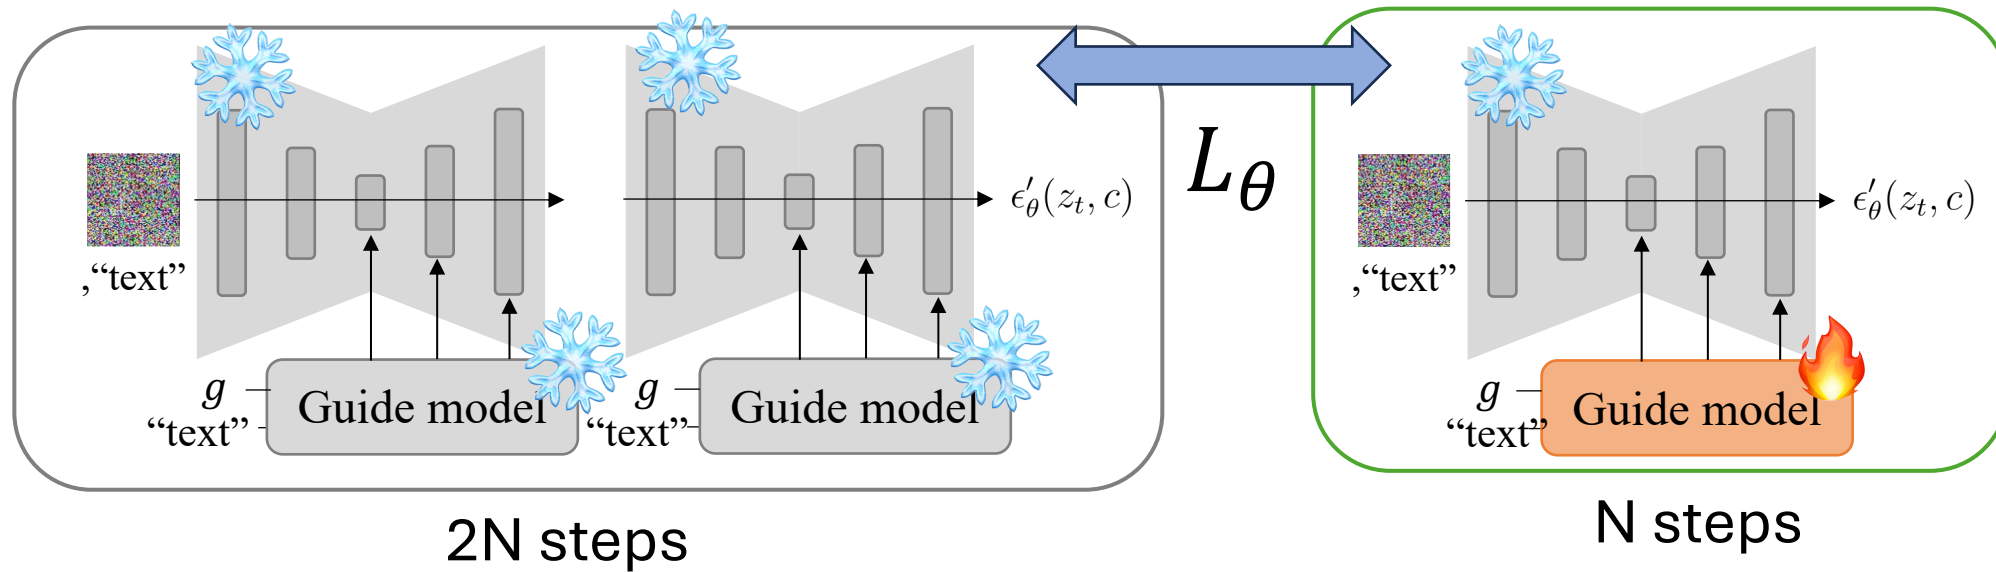 ,“text”
g
“text”
Guide model
g
“text”
Guide model
ϵ′θ(zt, c)
2N steps
Lθ
,“text”
g
“text”
Guide model
ϵ′θ(zt, c)
N steps